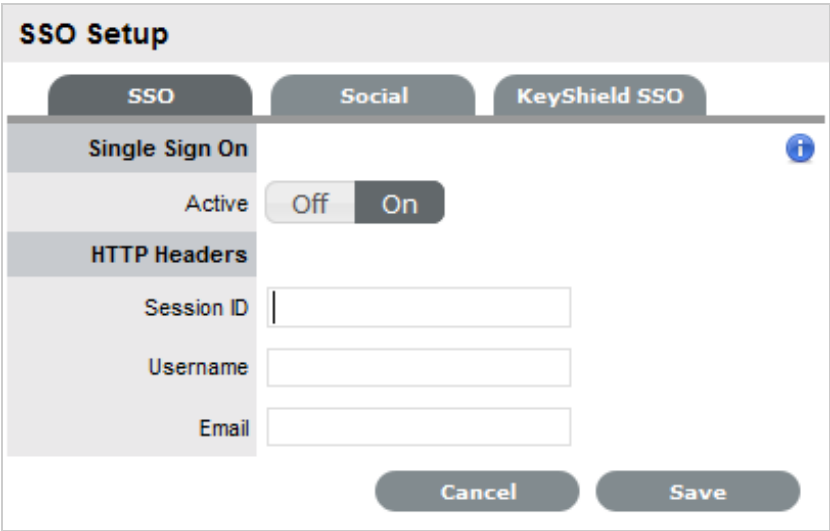 SSO Setup
SSO Social KeyShield SSO
Single Sign On
Active Off On
HTTP Headers
Session ID
Username
Email
Cancel Save